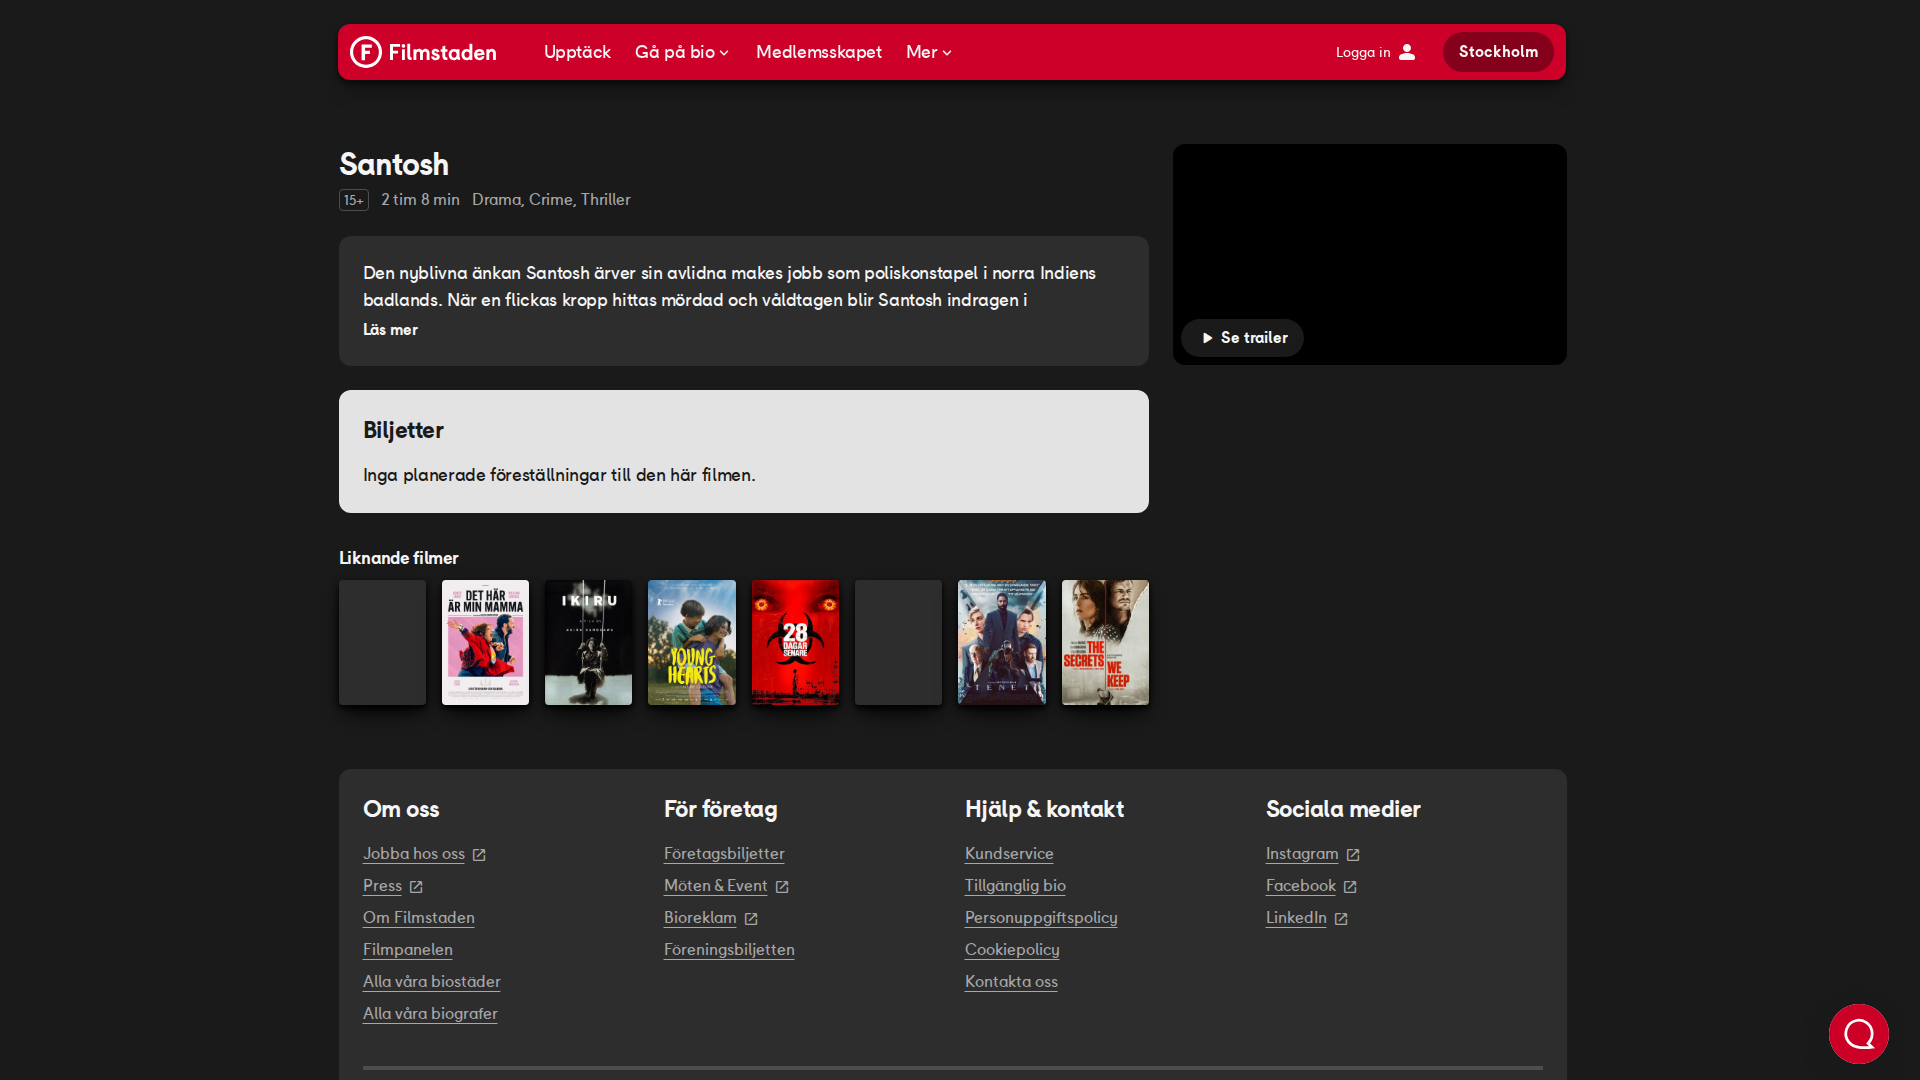 Filmstaden
Upptäck
Gå på bio
Medlemsskapet
Mer
Logga in
Stockholm
Santosh
15+ 2 tim 8 min Drama, Crime, Thriller
Den nyblivna änkan Santosh ärver sin avlidna makes jobb som poliskonstapel i norra Indiens
badlands. När en flickas kropp hittas mördad och våldtagen blir Santosh indragen i
Läs mer
Se trailer
Biljetter
Inga planerade föreställningar till den här filmen.
Liknande filmer
DET HÄR
ÄR MIN MAMMA
IKIRU
YOUNG
HEARTS
28
DAGAR
SENARE
TENET
THE
SECRETS
WE
KEEP
Om oss
Jobba hos oss
Press
Om Filmstaden
Filmpanelen
Alla våra biostäder
Alla våra biografer
För företag
Företagsbiljetter
Möten & Event
Bioreklam
Föreningsbiljetten
Hjälp & kontakt
Kundservice
Tillgänglig bio
Personuppgiftspolicy
Cookiepolicy
Kontakta oss
Sociala medier
Instagram
Facebook
LinkedIn